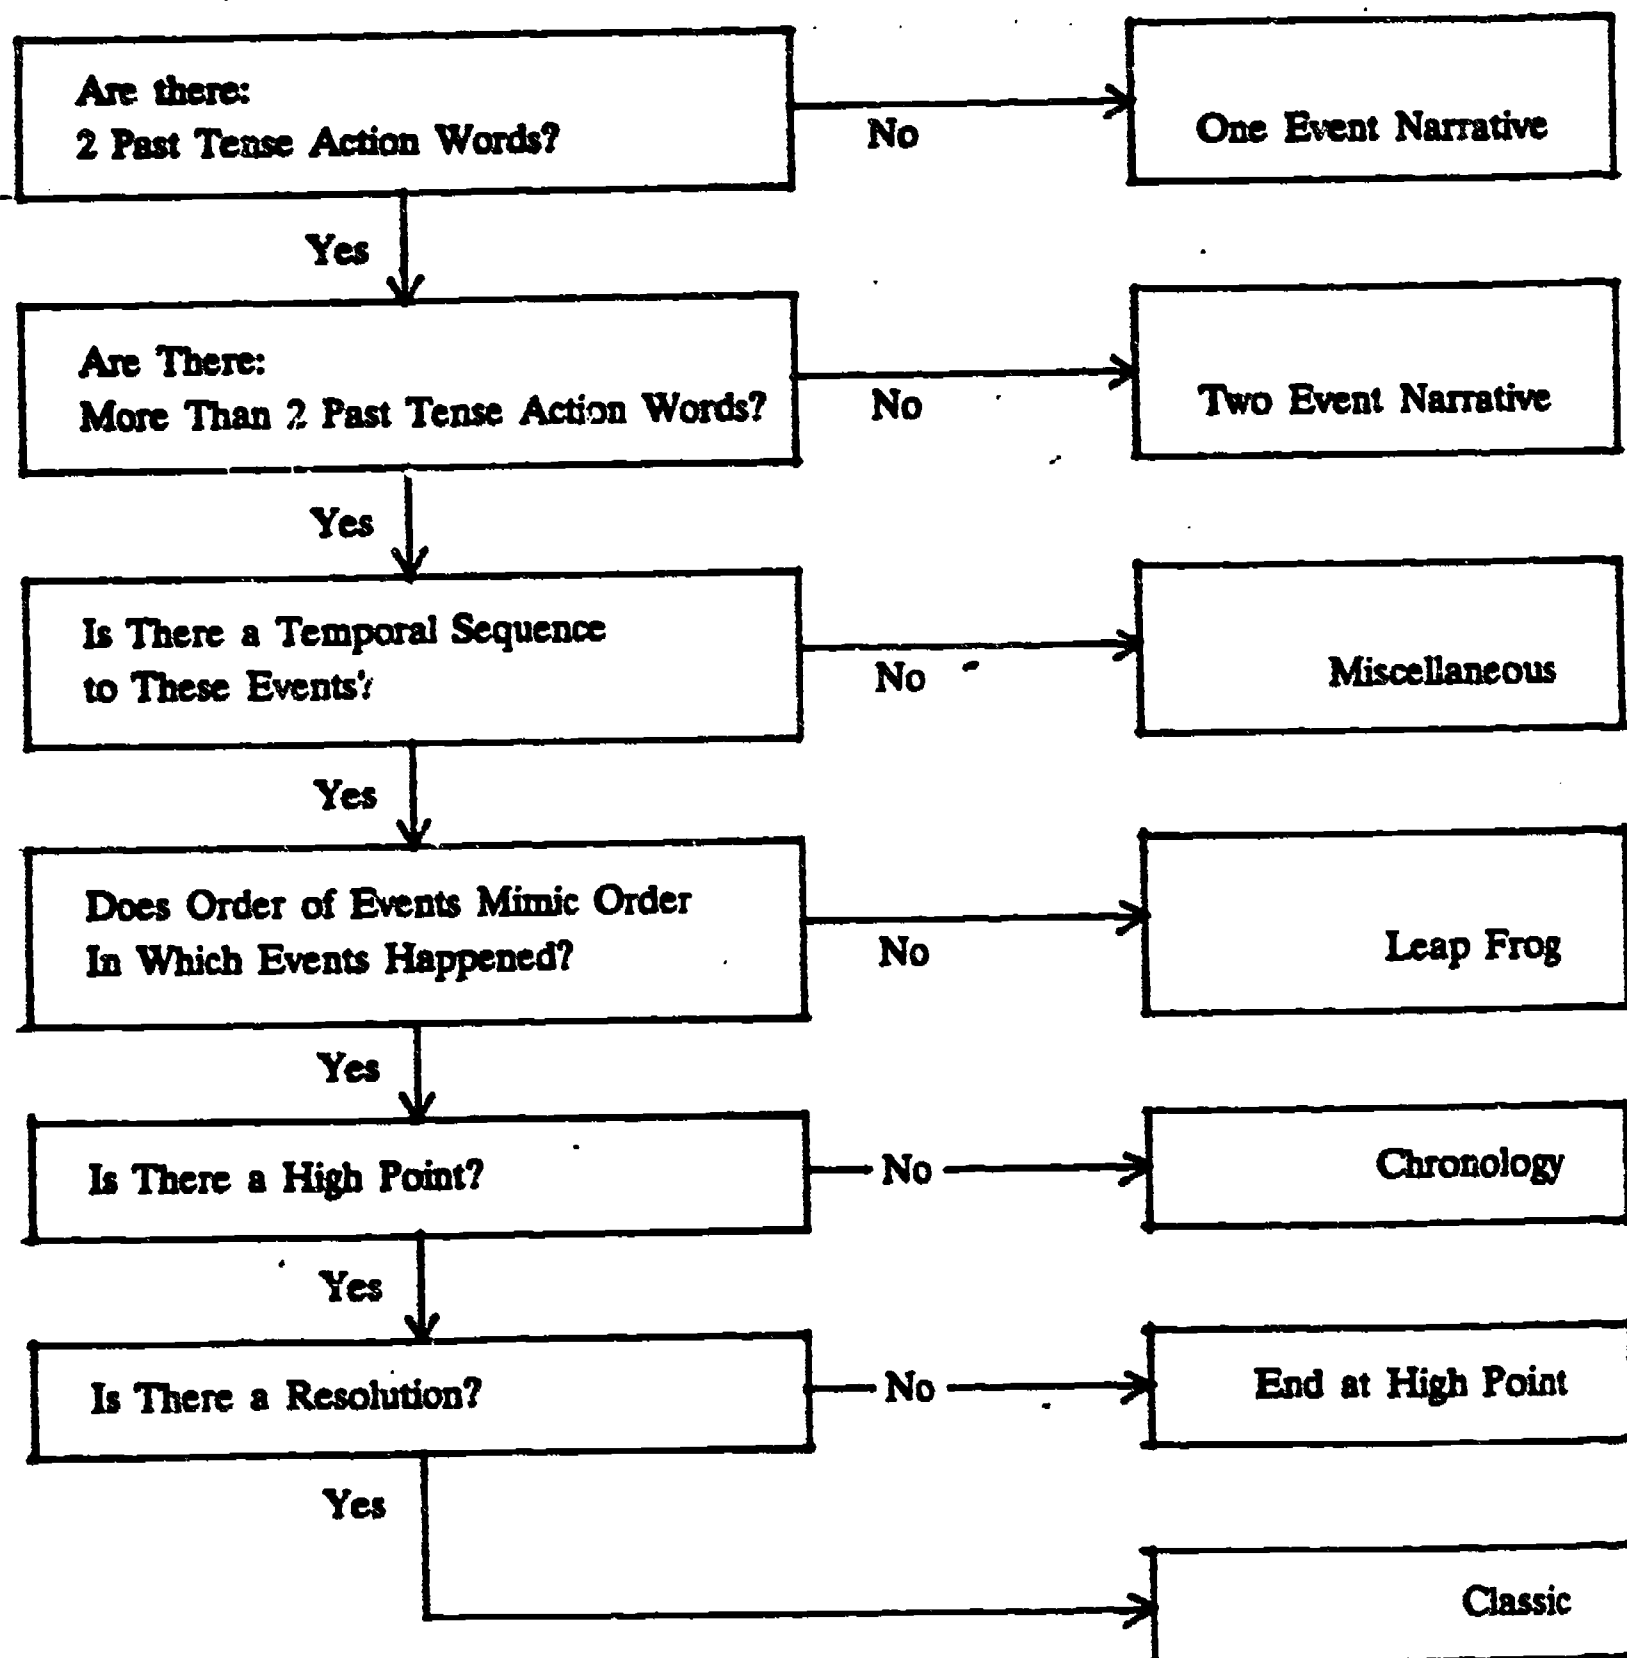 Are there:
2 Past Tense Action Words?
No
One Event Narrative
Yes
Are There:
More Than 2 Past Tense Action Words?
No
Two Event Narrative
Yes
Is There a Temporal Sequence
to These Events?
No
Miscellaneous
Yes
Does Order of Events Mimic Order
In Which Events Happened?
No
Leap Frog
Yes
Is There a High Point?
No
Chronology
Yes
Is There a Resolution?
No
End at High Point
Yes
Classic